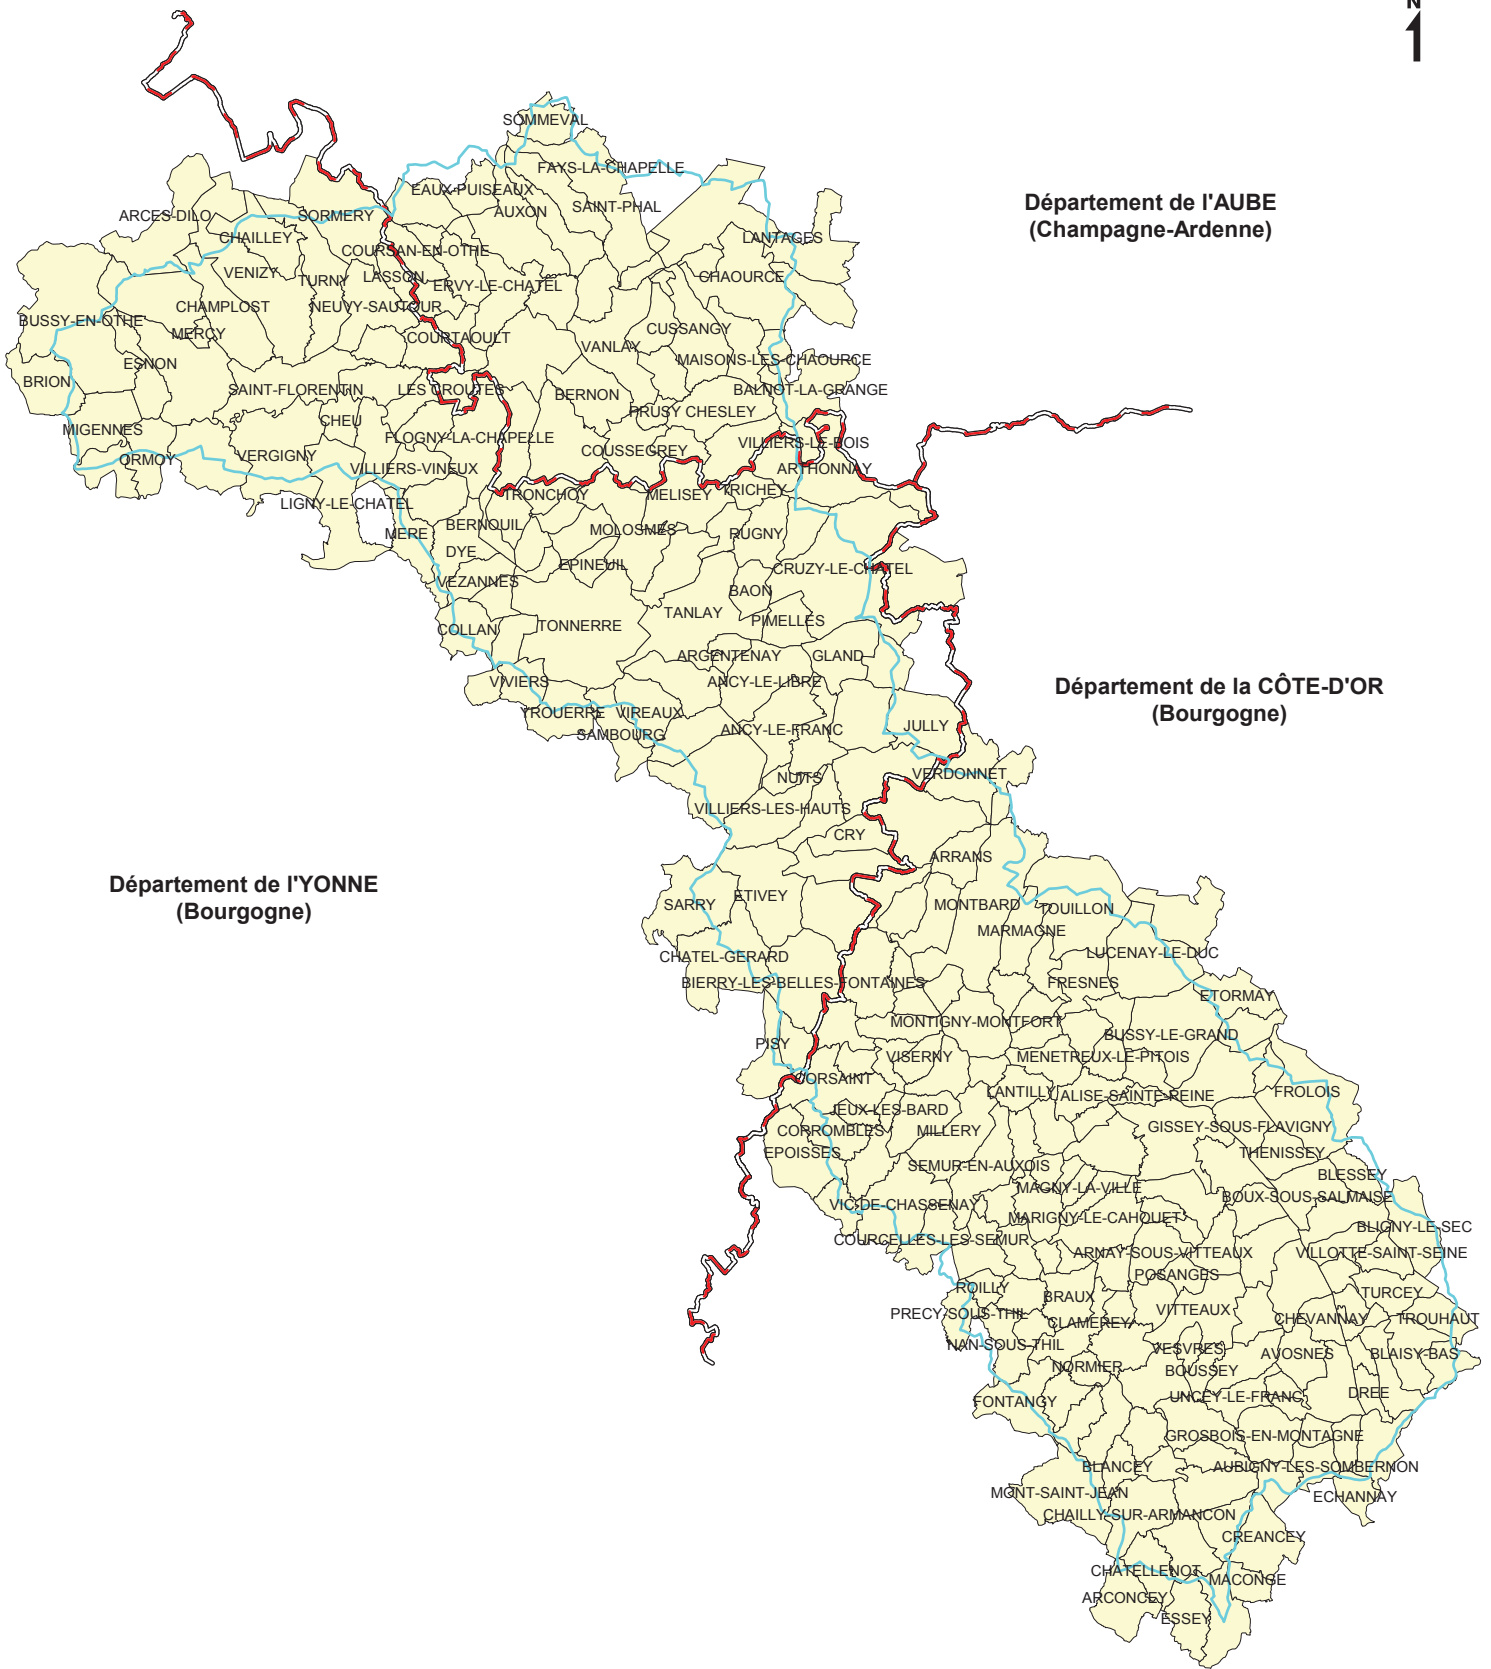 N
SOMMEVAL
FAYS-LA-CHAPELLE
EAUX-PUISEAUX
Département de l'AUBE
(Champagne-Ardenne)
SAINT-PHAL
AUXON
ARCES-DILO
SORMERY
CHAILLEY
LANTAGES
COURSAN-EN-OTHE
VENIZY
TURNY
LASSON
ERVY-LE-CHATEL
CHAOURCE
CHAMPLOST
NEUVY-SAUTOUR
BUSSY-EN-OTHE
MERCY
COURTAOULT
CUSSANGY
VANLAY
ESNON
MAISONS-LES-CHAOURCE
BRION
SAINT-FLORENTIN
LES CROUTES
BERNON
BALNOT-LA-GRANGE
PRUSY
CHESLEY
MIGENNES
CHEU
FLOGNY-LA-CHAPELLE
VILLIERS-LE-BOIS
ORMOY
VERGIGNY
COUSSEGREY
VILLIERS-VINEUX
ARTHONNAY
LIGNY-LE-CHATEL
TRONCHOY
MELISEY
TRICHEY
MERE
BERNOUIL
MOLOSMES
RUGNY
DYE
EPINEUIL
CRUZY-LE-CHATEL
VEZANNES
BAON
TANLAY
PIMELLES
COLLAN
TONNERRE
ARGENTENAY
GLAND
VIVIERS
ANCY-LE-LIBRE
Département de la CÔTE-D'OR
(Bourgogne)
YROUERRE
VIREAUX
SAMBOURG
ANCY-LE-FRANC
JULLY
NUITS
VERDONNET
VILLIERS-LES-HAUTS
CRY
ARRANS
Département de l'YONNE
(Bourgogne)
SARRY
ETIVEY
MONTBARD
TOUILLON
MARMAGNE
CHATEL-GERARD
LUCENAY-LE-DUC
BIERRY-LES-BELLES-FONTAINES
FRESNES
ETORMAY
MONTIGNY-MONTFORT
BUSSY-LE-GRAND
PISY
VISERNY
MENETREUX-LE-PITOIS
CORSAINT
LANTILLY
ALISE-SAINTE-REINE
FROLOIS
JEUX-LES-BARD
CORROMBLES
MILLERY
GISSEY-SOUS-FLAVIGNY
EPOISSES
THENISSEY
SEMUR-EN-AUXOIS
BLESSEY
MAGNY-LA-VILLE
BOUX-SOUS-SALMAISE
VIC-DE-CHASSENAY
MARIGNY-LE-CAHOUET
BLIGNY-LE-SEC
COURCELLES-LES-SEMUR
ARNAY-SOUS-VITTEAUX
VILLOTTE-SAINT-SEINE
POSANGES
ROILLY
BRAUX
TURCEY
PRECY-SOUS-THIL
VITTEAUX
CLAMEREY
CHEVANNAY
TROUHAUT
NAN-SOUS-THIL
VESVRES
AVOSNES
BLAISY-BAS
NORMIER
BOUSSEY
FONTANGY
UNCEY-LE-FRANC
DREE
GROSBOIS-EN-MONTAGNE
BLANCEY
AUBIGNY-LES-SOMBERNON
MONT-SAINT-JEAN
ECHANNAY
CHAILLY-SUR-ARMANCON
CREANCEY
CHATELLENOT
MACONGE
ARCONCEY
ESSEY